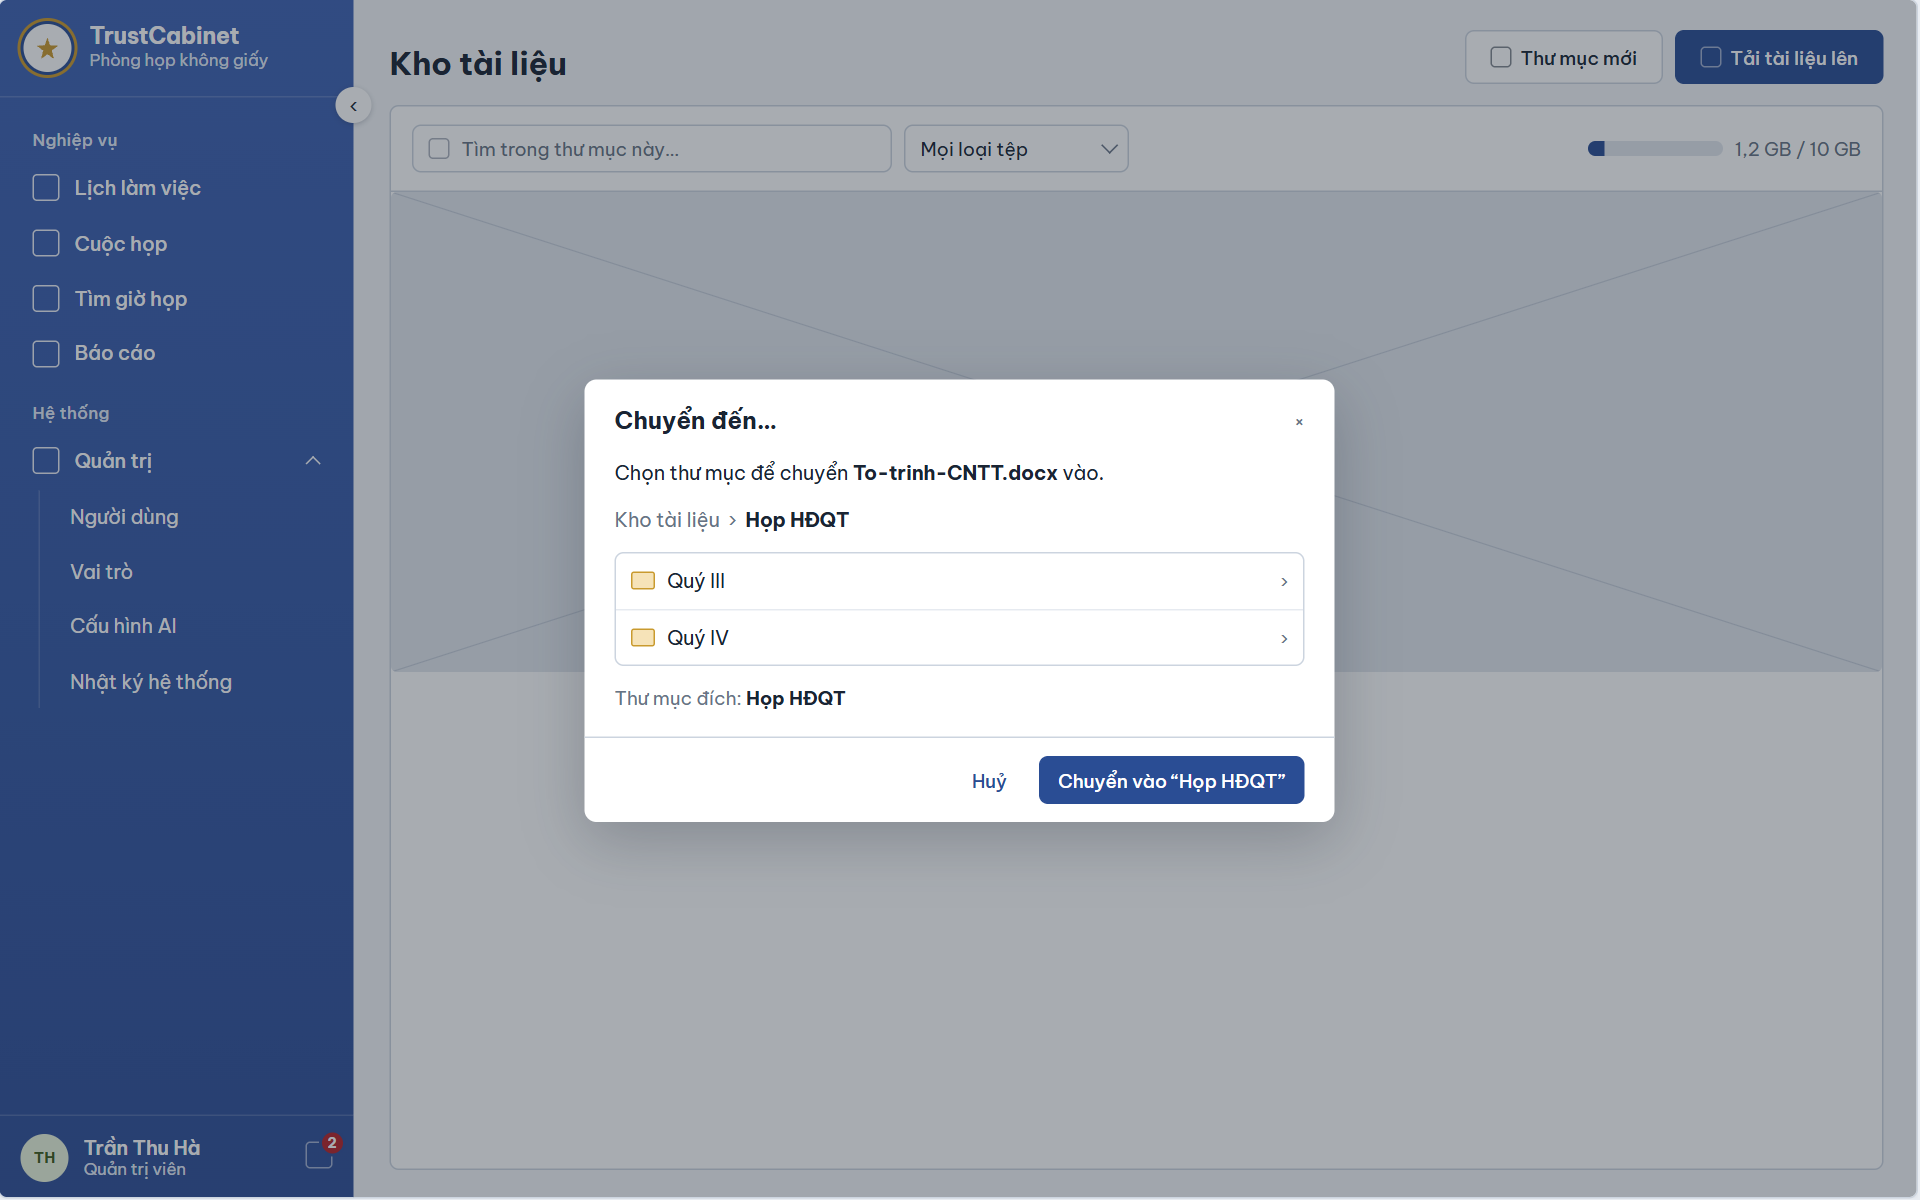 TrustCabinet
Phòng họp không giấy
Nghiệp vụ
Lịch làm việc
Cuộc họp
Tìm giờ họp
Báo cáo
Hệ thống
Quản trị
Người dùng
Vai trò
Cấu hình AI
Nhật ký hệ thống
TH
Trần Thu Hà
Quản trị viên
2
Kho tài liệu
Thư mục mới
Tải tài liệu lên
Tìm trong thư mục này...
Mọi loại tệp
1,2 GB / 10 GB
Chuyển đến...
Chọn thư mục để chuyển To-trinh-CNTT.docx vào.
Kho tài liệu › Họp HĐQT
Quý III
Quý IV
Thư mục đích: Họp HĐQT
Huỷ
Chuyển vào “Họp HĐQT”